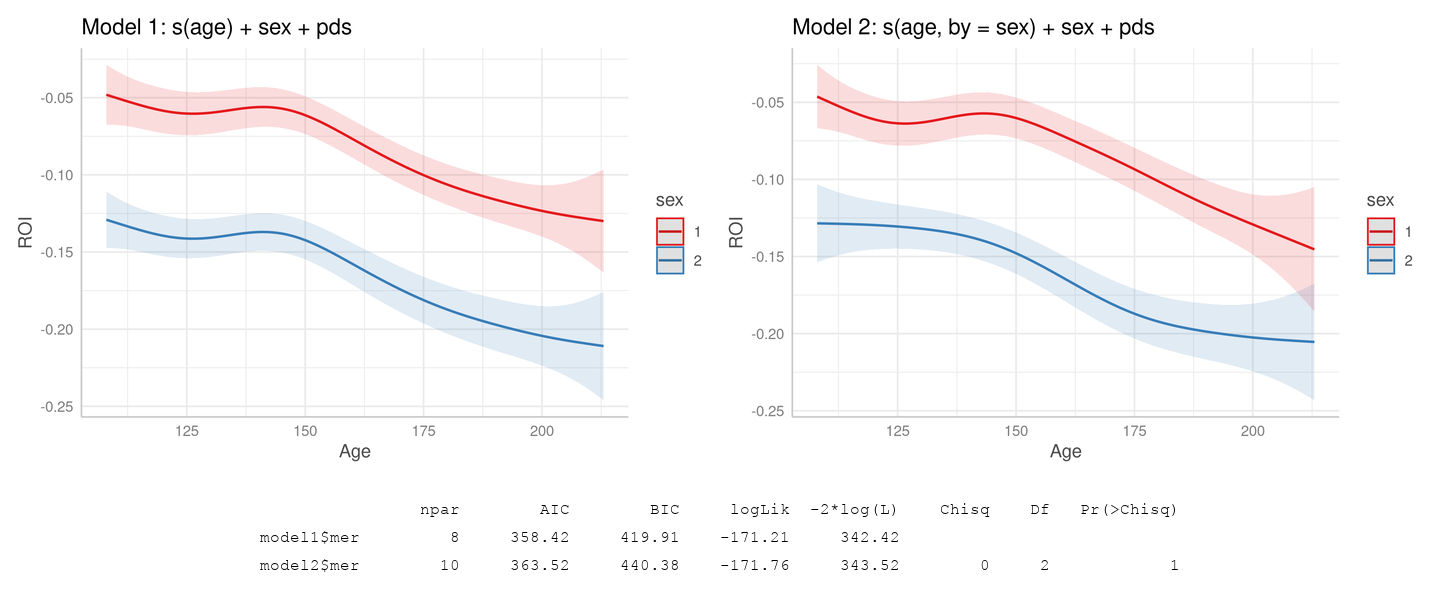 Model 1: s(age) + sex + pds
-0.05
-0.10
-0.15
-0.20
-0.25
ROI
125 150 175 200
Age
sex
1
2
Model 2: s(age, by = sex) + sex + pds
-0.05
-0.10
-0.15
-0.20
-0.25
ROI
125 150 175 200
Age
sex
1
2
npar AIC BIC logLik -2*log(L) Chisq Df Pr(>Chisq)
model1$mer 8 358.42 419.91 -171.21 342.42
model2$mer 10 363.52 440.38 -171.76 343.52 0 2 1